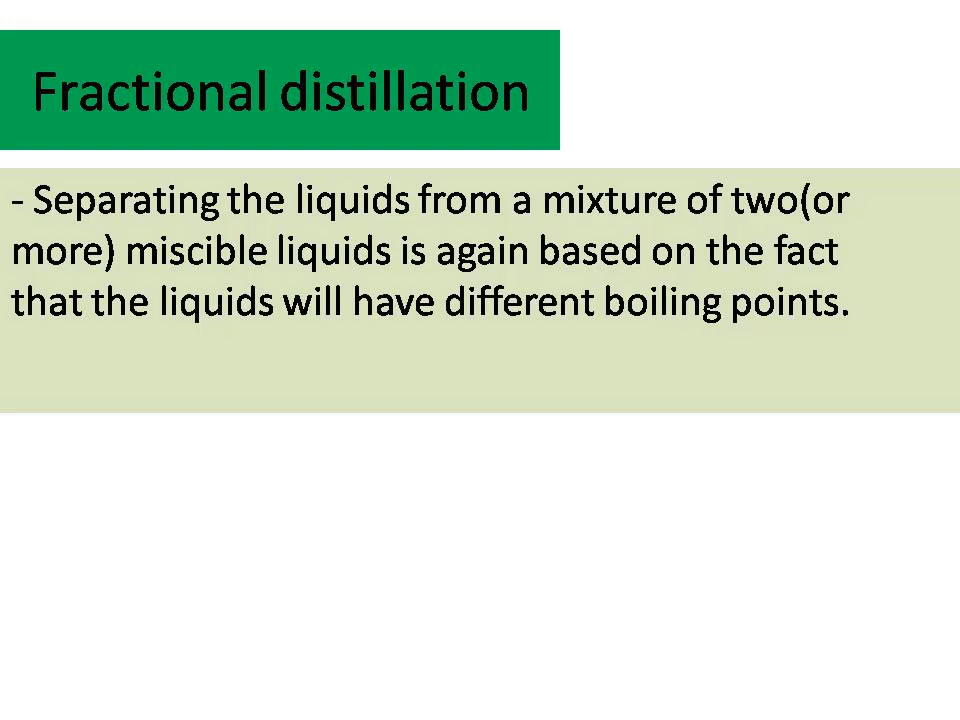 Fractional distillation
- Separating the liquids from a mixture of two(or
more) miscible liquids is again based on the fact
that the liquids will have different boiling points.